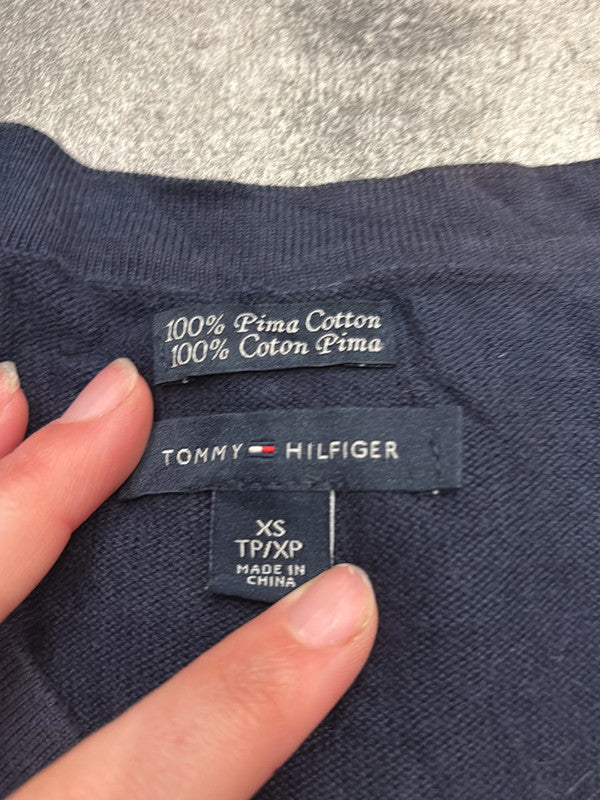 100% Pima Cotton
100% Coton Pima
TOMMY HILFIGER
XS
TP/XP
MADE IN
CHINA